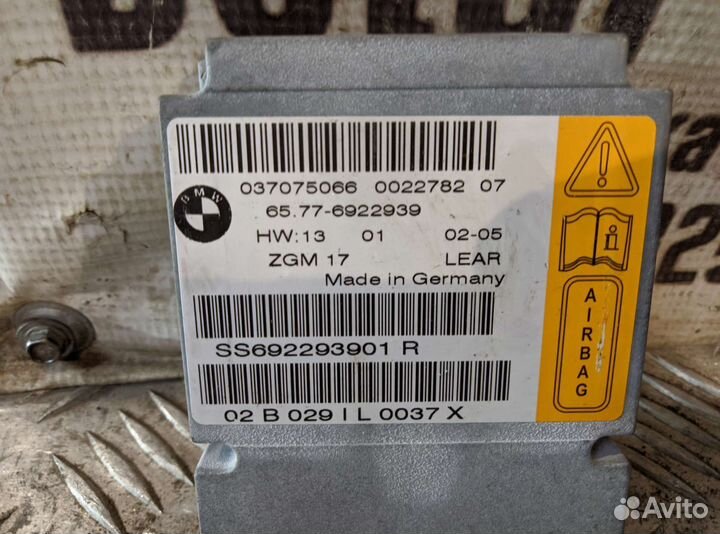 037075066 0022782 07
BMW
65.77-6922939
HW:13 01 02-05
ZGM 17 LEAR
Made in Germany
SS692293901 R
02 B 029 I L 0037 X
AIRBAG
Avito